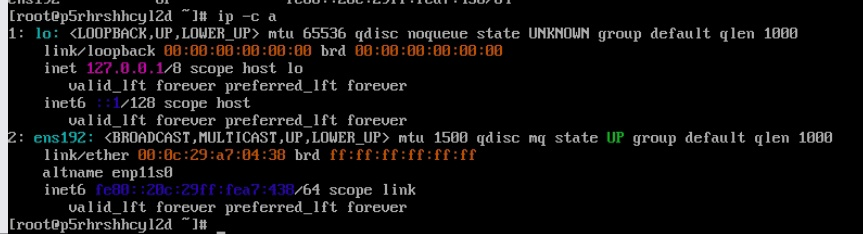 [root@p5rhrshhcyl2d ~]# ip -c a
1: lo: <LOOPBACK,UP,LOWER_UP> mtu 65536 qdisc noqueue state UNKNOWN group default qlen 1000
link/loopback 00:00:00:00:00:00 brd 00:00:00:00:00:00
inet 127.0.0.1/8 scope host lo
valid_lft forever preferred_lft forever
inet6 ::1/128 scope host
valid_lft forever preferred_lft forever
2: ens192: <BROADCAST,MULTICAST,UP,LOWER_UP> mtu 1500 qdisc mq state UP group default qlen 1000
link/ether 00:0c:29:a7:04:38 brd ff:ff:ff:ff:ff:ff
altname enp11s0
inet6 fe80::20c:29ff:fea7:438/64 scope link
valid_lft forever preferred_lft forever
[root@p5rhrshhcyl2d ~]#